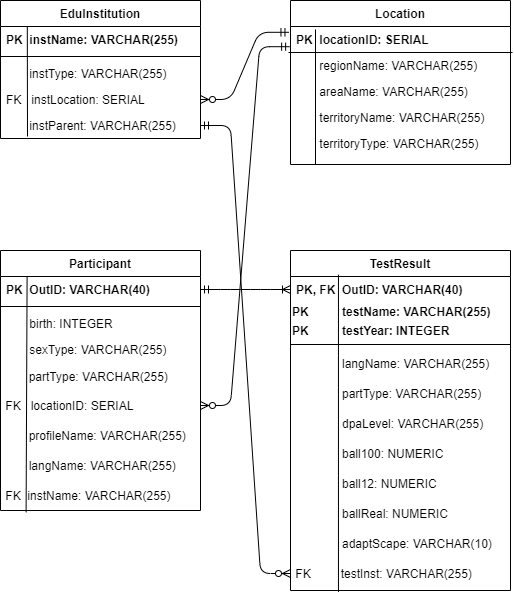 EduInstitution
PK instName: VARCHAR(255)
instType: VARCHAR(255)
FK instLocation: SERIAL
instParent: VARCHAR(255)
Location
PK locationID: SERIAL
regionName: VARCHAR(255)
areaName: VARCHAR(255)
territoryName: VARCHAR(255)
territoryType: VARCHAR(255)
Participant
PK OutID: VARCHAR(40)
birth: INTEGER
sexType: VARCHAR(255)
partType: VARCHAR(255)
FK locationID: SERIAL
profileName: VARCHAR(255)
langName: VARCHAR(255)
FK instName: VARCHAR(255)
TestResult
PK, FK OutID: VARCHAR(40)
PK testName: VARCHAR(255)
PK testYear: INTEGER
langName: VARCHAR(255)
partType: VARCHAR(255)
dpaLevel: VARCHAR(255)
ball100: NUMERIC
ball12: NUMERIC
ballReal: NUMERIC
adaptScape: VARCHAR(10)
FK testInst: VARCHAR(255)